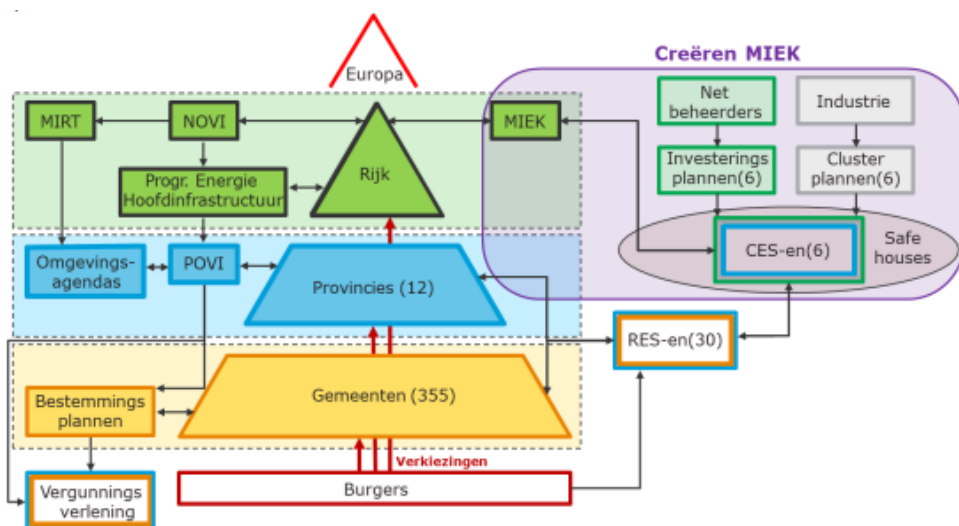 Creëren MIEK
Europa
Net
beheerders
Industrie
MIRT
NOVI
MIEK
Rijk
Progr. Energie
Hoofdinfrastructuur
Investerings
plannen(6)
Cluster
plannen(6)
Omgevings-
agendas
POVI
Provincies (12)
CES-en(6)
Safe
houses
RES-en(30)
Bestemmings
plannen
Gemeenten (355)
Verkiezingen
Vergunnings
verlening
Burgers